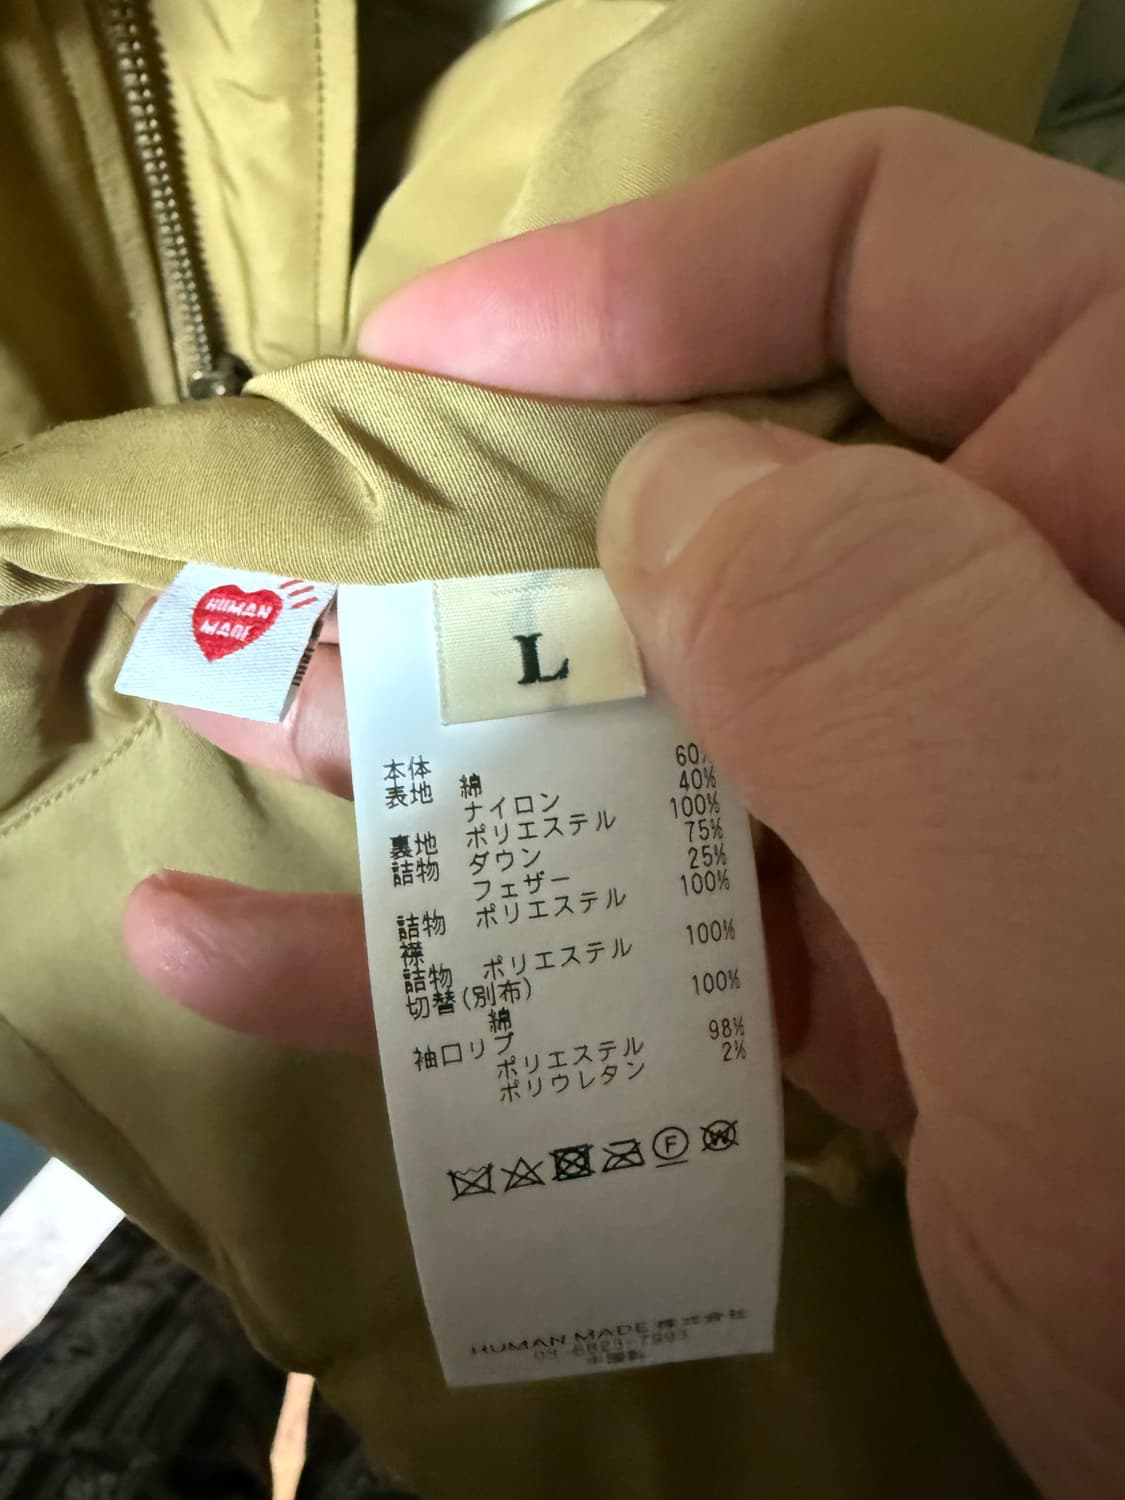 HUMAN
MADE
L
本体
表地 綿 60%
ナイロン 40%
裏地 ポリエステル 100%
詰物 ダウン 75%
フェザー 25%
詰物 ポリエステル 100%
襟
詰物 ポリエステル 100%
切替(別布)
綿 100%
袖口リブ
ポリエステル 98%
ポリウレタン 2%
F
W
HUMAN MADE 株式会社